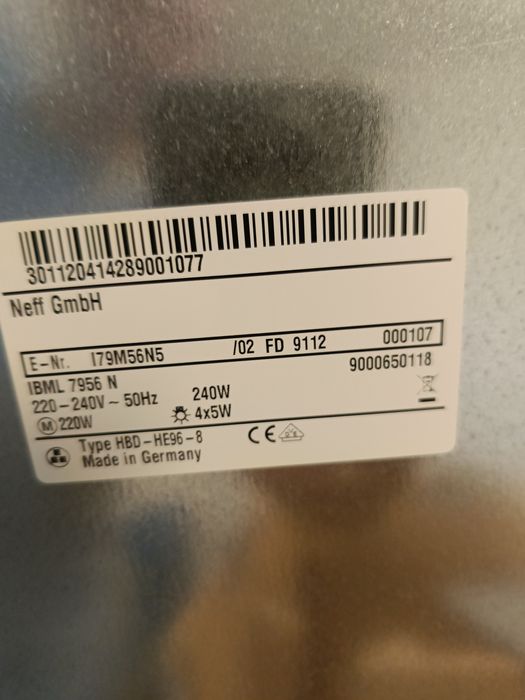 301120414289001077
Neff GmbH
E-Nr. I79M56N5 /02 FD 9112 000107
IBML 7956 N 9000650118
220-240V ~ 50Hz 240W
M 220W 4x5W
Type HBD-HE96-8 CE
Made in Germany